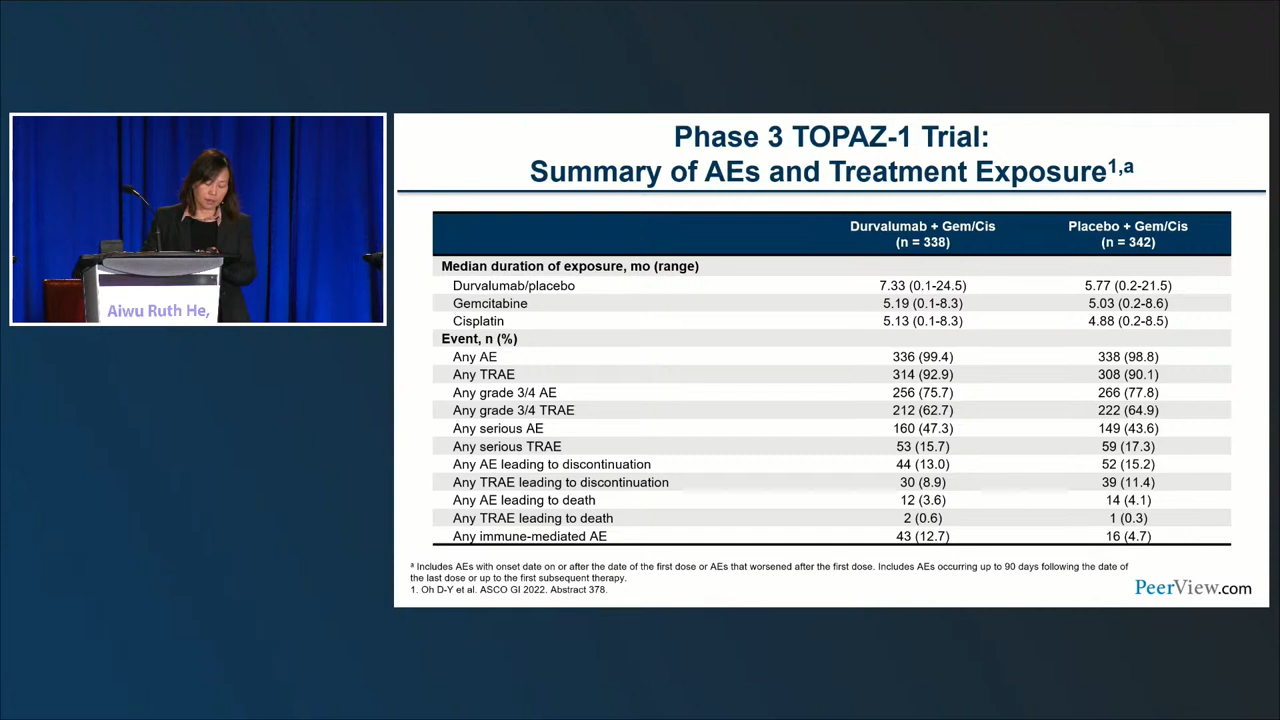 Aiwu Ruth He,
Phase 3 TOPAZ-1 Trial:
Summary of AEs and Treatment Exposure1,a
Durvalumab + Gem/Cis (n = 338) Placebo + Gem/Cis (n = 342)
Median duration of exposure, mo (range)
Durvalumab/placebo 7.33 (0.1-24.5) 5.77 (0.2-21.5)
Gemcitabine 5.19 (0.1-8.3) 5.03 (0.2-8.6)
Cisplatin 5.13 (0.1-8.3) 4.88 (0.2-8.5)
Event, n (%)
Any AE 336 (99.4) 338 (98.8)
Any TRAE 314 (92.9) 308 (90.1)
Any grade 3/4 AE 256 (75.7) 266 (77.8)
Any grade 3/4 TRAE 212 (62.7) 222 (64.9)
Any serious AE 160 (47.3) 149 (43.6)
Any serious TRAE 53 (15.7) 59 (17.3)
Any AE leading to discontinuation 44 (13.0) 52 (15.2)
Any TRAE leading to discontinuation 30 (8.9) 39 (11.4)
Any AE leading to death 12 (3.6) 14 (4.1)
Any TRAE leading to death 2 (0.6) 1 (0.3)
Any immune-mediated AE 43 (12.7) 16 (4.7)
a Includes AEs with onset date on or after the date of the first dose or AEs that worsened after the first dose. Includes AEs occurring up to 90 days following the date of
the last dose or up to the first subsequent therapy.
1. Oh D-Y et al. ASCO GI 2022. Abstract 378.
PeerView.com